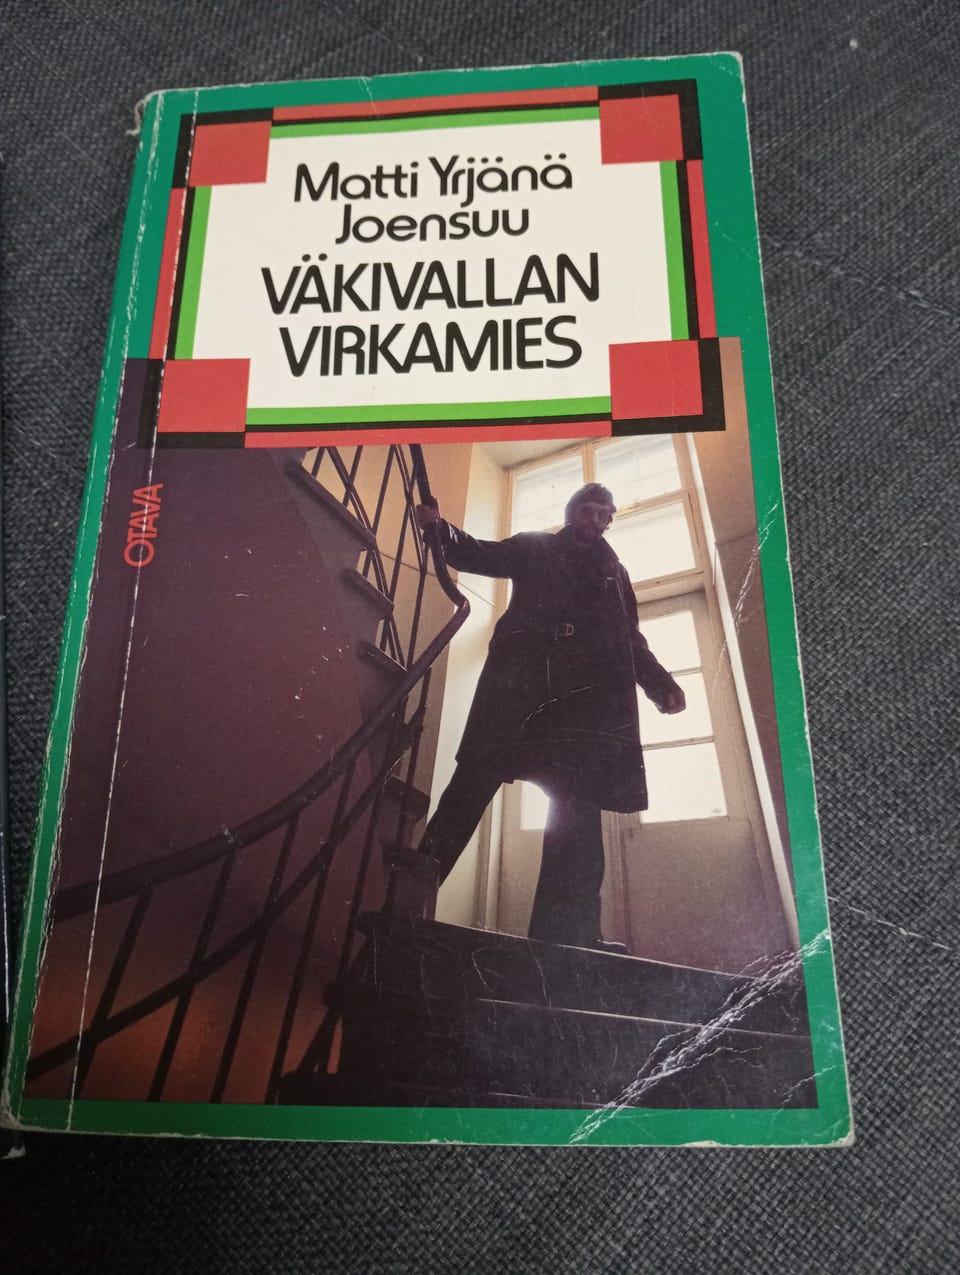 Matti Yrjänä
Joensuu
VÄKIVALLAN
VIRKAMIES
OTAVA